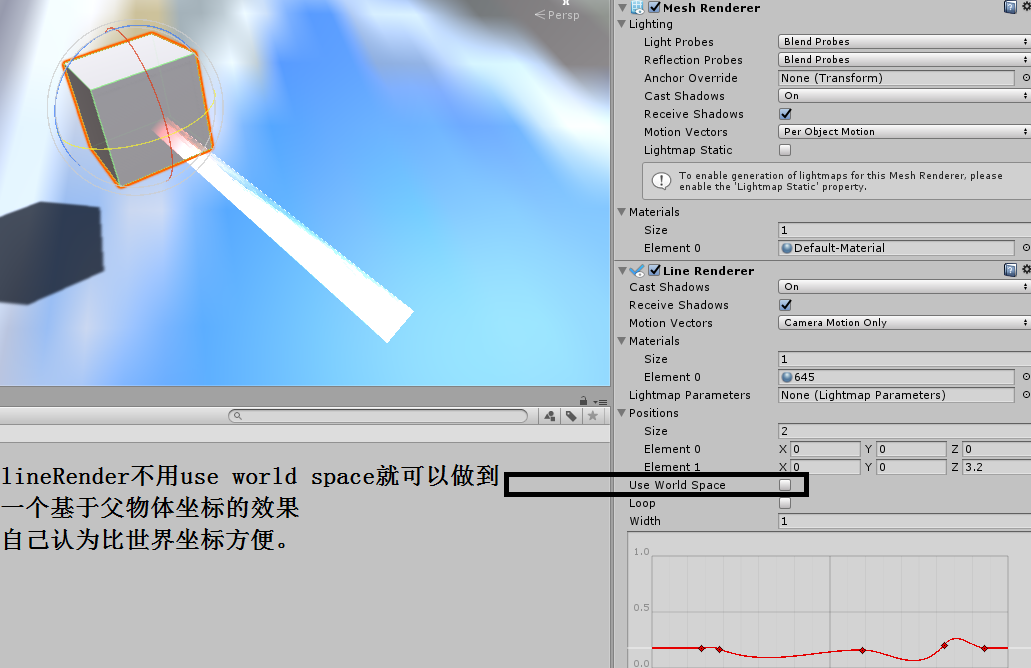 x
Persp
Mesh Renderer
Lighting
Light Probes Blend Probes
Reflection Probes Blend Probes
Anchor Override None (Transform)
Cast Shadows On
Receive Shadows
Motion Vectors Per Object Motion
Lightmap Static
To enable generation of lightmaps for this Mesh Renderer, please
enable the 'Lightmap Static' property.
Materials
Size 1
Element 0 Default-Material
Line Renderer
Cast Shadows On
Receive Shadows
Motion Vectors Camera Motion Only
Materials
Size 1
Element 0 645
Lightmap Parameters None (Lightmap Parameters)
Positions
Size 2
Element 0 X 0 Y 0 Z 0
Element 1 X 0 Y 0 Z 3.2
Use World Space
Loop
Width 1
1.0
0.5
0.0
lineRender不用use world space就可以做到
一个基于父物体坐标的效果
自己认为比世界坐标方便。